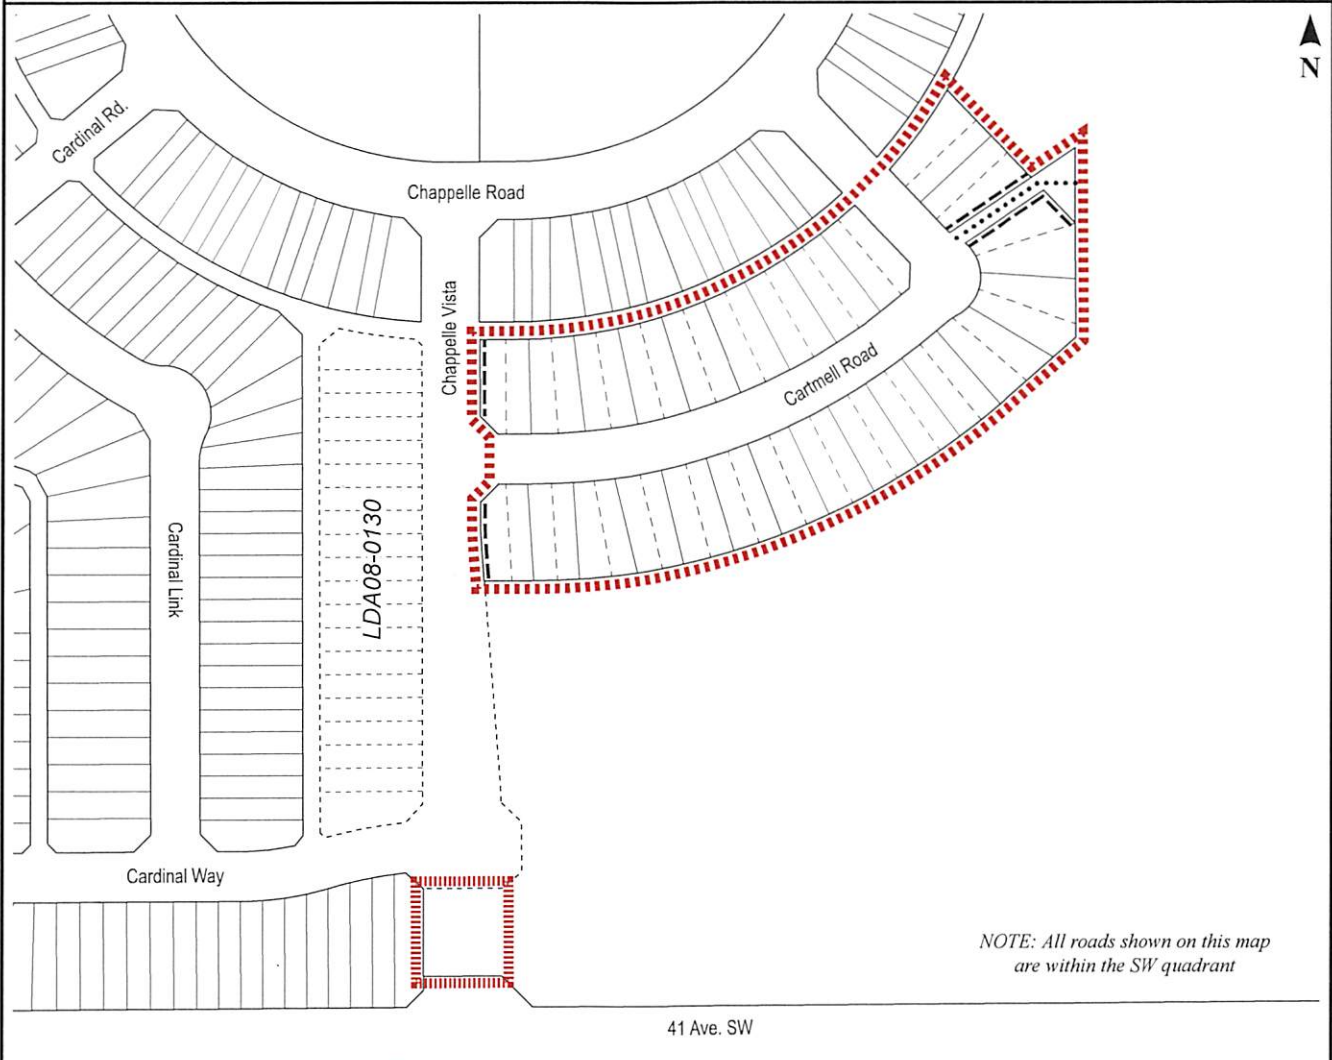 N
Cardinal Rd.
Chappelle Road
Chappelle Vista
Cartmell Road
LDA08-0130
Cardinal Link
Cardinal Way
NOTE: All roads shown on this map
are within the SW quadrant
41 Ave. SW